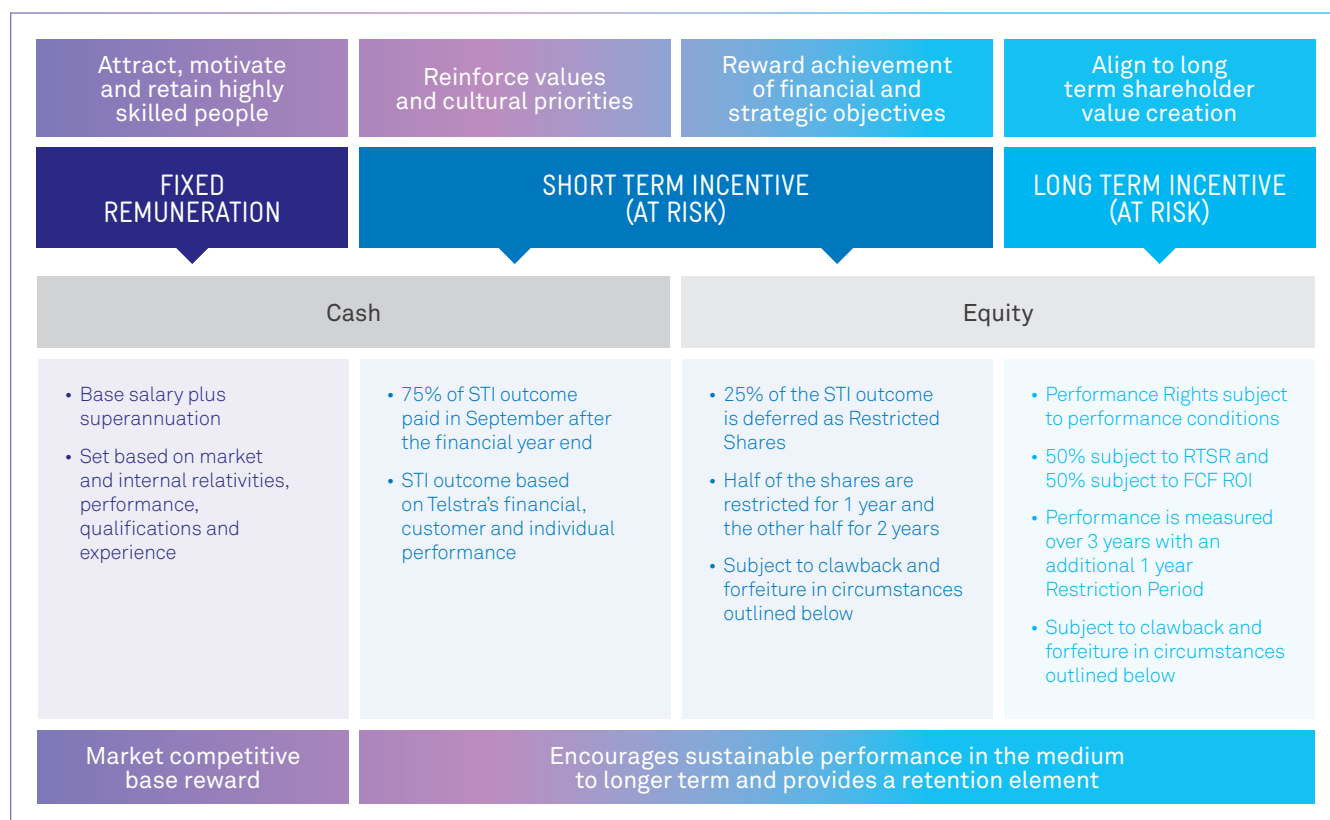 Attract, motivate
and retain highly
skilled people
Reinforce values
and cultural priorities
Reward achievement
of financial and
strategic objectives
Align to long
term shareholder
value creation
FIXED
REMUNERATION
SHORT TERM INCENTIVE
(AT RISK)
LONG TERM INCENTIVE
(AT RISK)
Cash
Equity
• Base salary plus
superannuation
• Set based on market
and internal relativities,
performance,
qualifications and
experience
• 75% of STI outcome
paid in September after
the financial year end
• STI outcome based
on Telstra's financial,
customer and individual
performance
• 25% of the STI outcome
is deferred as Restricted
Shares
• Half of the shares are
restricted for 1 year and
the other half for 2 years
• Subject to clawback and
forfeiture in circumstances
outlined below
• Performance Rights subject
to performance conditions
• 50% subject to RTSR and
50% subject to FCF ROI
• Performance is measured
over 3 years with an
additional 1 year
Restriction Period
• Subject to clawback and
forfeiture in circumstances
outlined below
Market competitive
base reward
Encourages sustainable performance in the medium
to longer term and provides a retention element